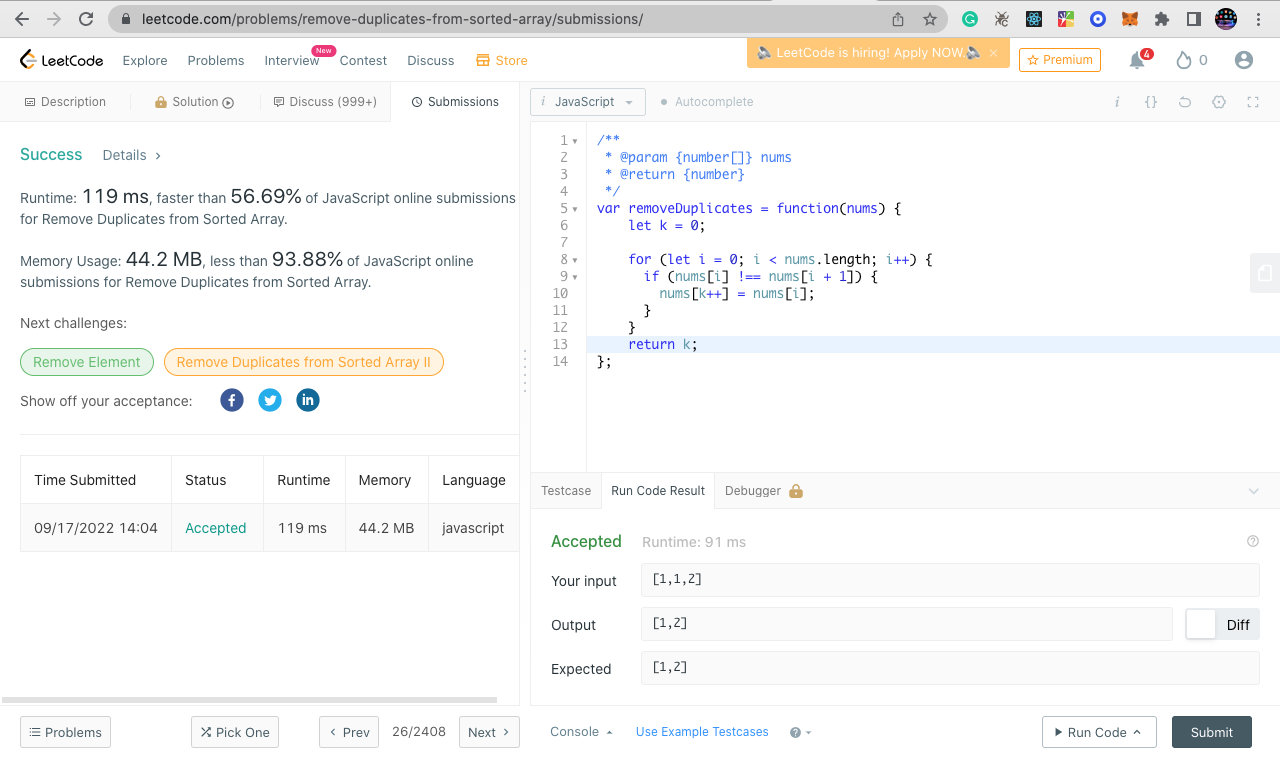 leetcode.com/problems/remove-duplicates-from-sorted-array/submissions/
LeetCode
Explore
Problems
Interview
New
Contest
Discuss
Store
LeetCode is hiring! Apply NOW.
Premium
4
0
Description
Solution
Discuss (999+)
Submissions
i
JavaScript
Autocomplete
i
{}
Success
Details
Runtime: 119 ms, faster than 56.69% of JavaScript online submissions
for Remove Duplicates from Sorted Array.
Memory Usage: 44.2 MB, less than 93.88% of JavaScript online
submissions for Remove Duplicates from Sorted Array.
Next challenges:
Remove Element
Remove Duplicates from Sorted Array II
Show off your acceptance:
Time Submitted Status Runtime Memory Language
09/17/2022 14:04 Accepted 119 ms 44.2 MB javascript
1 /**
2 * @param {number[]} nums
3 * @return {number}
4 */
5 var removeDuplicates = function(nums) {
6 let k = 0;
7
8 for (let i = 0; i < nums.length; i++) {
9 if (nums[i] !== nums[i + 1]) {
10 nums[k++] = nums[i];
11 }
12 }
13 return k;
14 };
Testcase
Run Code Result
Debugger
Accepted
Runtime: 91 ms
Your input
[1,1,2]
Output
[1,2]
Diff
Expected
[1,2]
Problems
Pick One
Prev
26/2408
Next
Console
Use Example Testcases
Run Code
Submit